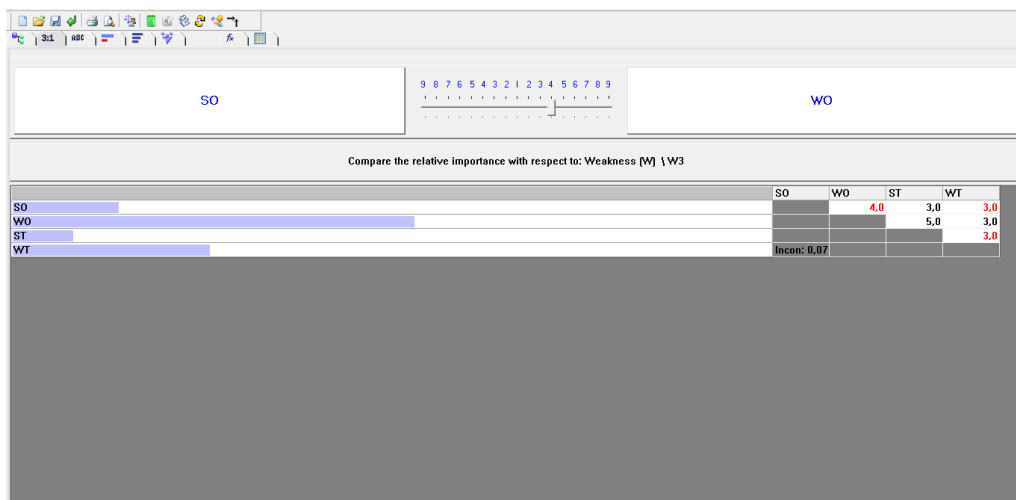 3:1 ABC fx
SO
9 8 7 6 5 4 3 2 1 2 3 4 5 6 7 8 9
WO
Compare the relative importance with respect to: Weakness (W) \ W3
SO WO ST WT
SO 4,0 3,0 3,0
WO 5,0 3,0
ST 3,0
WT Incon: 0,07